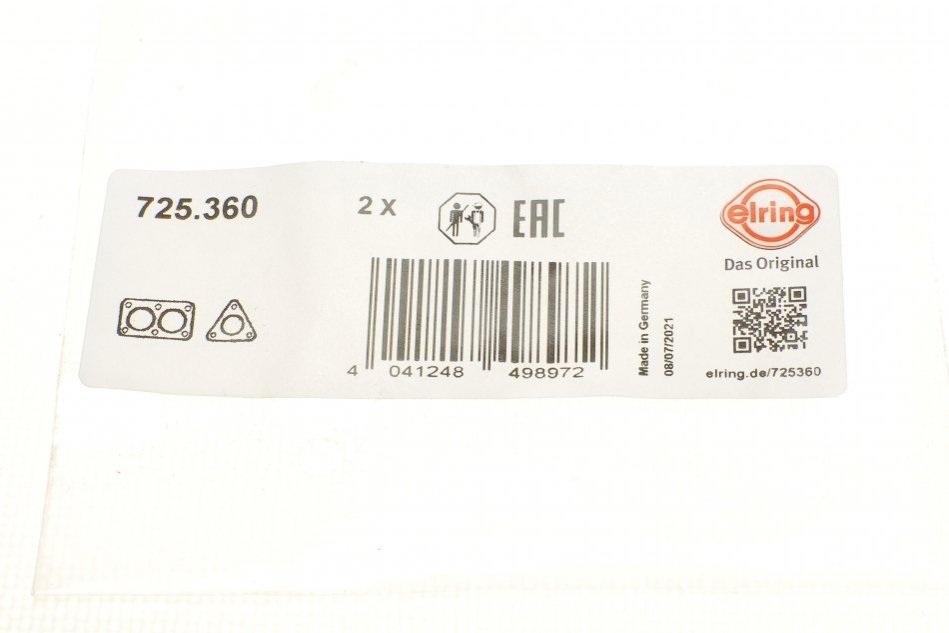 725.360
2 X
EAC
elring
Das Original
4 041248 498972
Made in Germany
08/07/2021
elring.de/725360